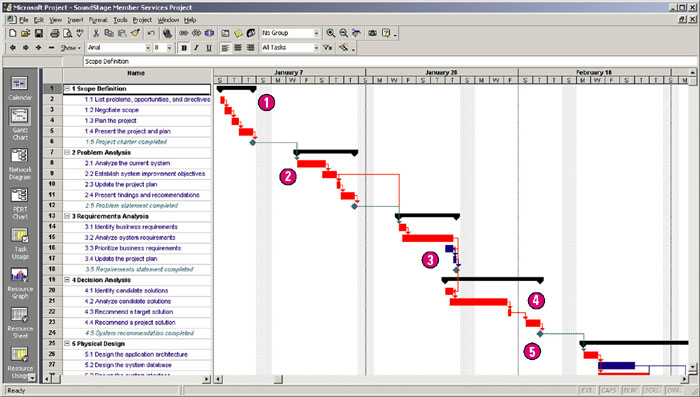 Microsoft Project - SoundStage Member Services Project
File Edit View Insert Format Tools Project Window Help
No Group
Show Arial 8 B I U All Tasks
Scope Definition
Name
January 7 January 28 February 18
S T T S M W F S T T S M W F S T T S M
1 1 Scope Definition
2 1.1 List problems, opportunities, and directives
3 1.2 Negotiate scope
4 1.3 Plan the project
5 1.4 Present the project and plan
6 1.5 Project charter completed
7 2 Problem Analysis
8 2.1 Analyze the current system
9 2.2 Establish system improvement objectives
10 2.3 Update the project plan
11 2.4 Present findings and recommendations
12 2.5 Problem statement completed
13 3 Requirements Analysis
14 3.1 Identify business requirements
15 3.2 Analyze system requirements
16 3.3 Prioritize business requirements
17 3.4 Update the project plan
18 3.5 Requirements statement completed
19 4 Decision Analysis
20 4.1 Identify candidate solutions
21 4.2 Analyze candidate solutions
22 4.3 Recommend a target solution
23 4.4 Recommend a project solution
24 4.5 System recommendation completed
25 5 Physical Design
26 5.1 Design the application architecture
27 5.2 Design the system database
Calendar
Gantt
Chart
Network
Diagram
PERT
Chart
Task
Usage
Resource
Graph
Resource
Sheet
Resource
Usage
1
2
3
4
5
Ready
EXT CAPS NUM SCRL OVR